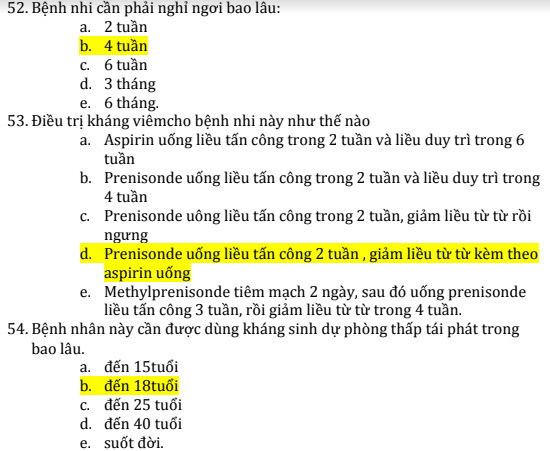 52. Bệnh nhi cần phải nghỉ ngơi bao lâu:
a. 2 tuần
b. 4 tuần
c. 6 tuần
d. 3 tháng
e. 6 tháng.
53. Điều trị kháng viêmcho bệnh nhi này như thế nào
a. Aspirin uống liều tấn công trong 2 tuần và liều duy trì trong 6
tuần
b. Prenisonde uống liều tấn công trong 2 tuần và liều duy trì trong
4 tuần
c. Prenisonde uông liều tấn công trong 2 tuần, giảm liều từ từ rồi
ngưng
d. Prenisonde uống liều tấn công 2 tuần , giảm liều từ từ kèm theo
aspirin uống
e. Methylprenisonde tiêm mạch 2 ngày, sau đó uống prenisonde
liều tấn công 3 tuần, rồi giảm liều từ từ trong 4 tuần.
54. Bệnh nhân này cần được dùng kháng sinh dự phòng thấp tái phát trong
bao lâu.
a. đến 15tuổi
b. đến 18tuổi
c. đến 25 tuổi
d. đến 40 tuổi
e. suốt đời.